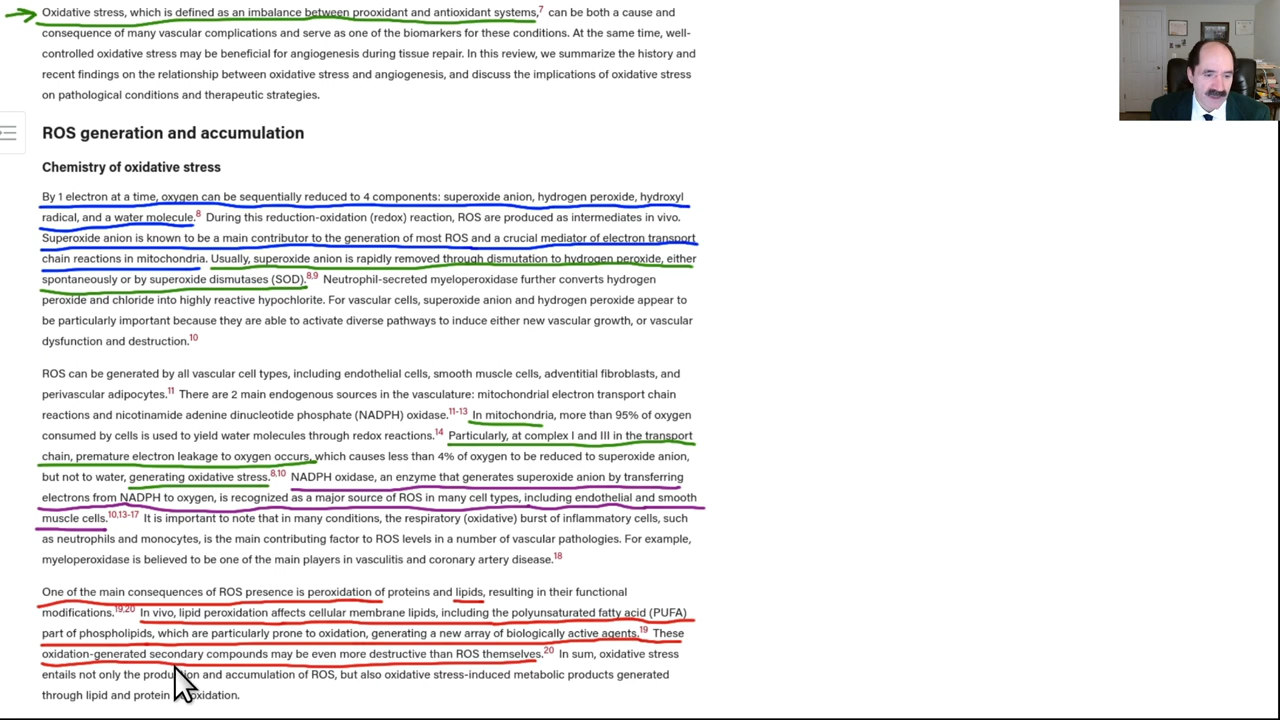 Oxidative stress, which is defined as an imbalance between prooxidant and antioxidant systems,7 can be both a cause and
consequence of many vascular complications and serve as one of the biomarkers for these conditions. At the same time, well-
controlled oxidative stress may be beneficial for angiogenesis during tissue repair. In this review, we summarize the history and
recent findings on the relationship between oxidative stress and angiogenesis, and discuss the implications of oxidative stress
on pathological conditions and therapeutic strategies.
ROS generation and accumulation
Chemistry of oxidative stress
By 1 electron at a time, oxygen can be sequentially reduced to 4 components: superoxide anion, hydrogen peroxide, hydroxyl
radical, and a water molecule.8 During this reduction-oxidation (redox) reaction, ROS are produced as intermediates in vivo.
Superoxide anion is known to be a main contributor to the generation of most ROS and a crucial mediator of electron transport
chain reactions in mitochondria. Usually, superoxide anion is rapidly removed through dismutation to hydrogen peroxide, either
spontaneously or by superoxide dismutases (SOD).8,9 Neutrophil-secreted myeloperoxidase further converts hydrogen
peroxide and chloride into highly reactive hypochlorite. For vascular cells, superoxide anion and hydrogen peroxide appear to
be particularly important because they are able to activate diverse pathways to induce either new vascular growth, or vascular
dysfunction and destruction.10
ROS can be generated by all vascular cell types, including endothelial cells, smooth muscle cells, adventitial fibroblasts, and
perivascular adipocytes.11 There are 2 main endogenous sources in the vasculature: mitochondrial electron transport chain
reactions and nicotinamide adenine dinucleotide phosphate (NADPH) oxidase.11-13 In mitochondria, more than 95% of oxygen
consumed by cells is used to yield water molecules through redox reactions.14 Particularly, at complex I and III in the transport
chain, premature electron leakage to oxygen occurs, which causes less than 4% of oxygen to be reduced to superoxide anion,
but not to water, generating oxidative stress.8,10 NADPH oxidase, an enzyme that generates superoxide anion by transferring
electrons from NADPH to oxygen, is recognized as a major source of ROS in many cell types, including endothelial and smooth
muscle cells.10,13-17 It is important to note that in many conditions, the respiratory (oxidative) burst of inflammatory cells, such
as neutrophils and monocytes, is the main contributing factor to ROS levels in a number of vascular pathologies. For example,
myeloperoxidase is believed to be one of the main players in vasculitis and coronary artery disease.18
One of the main consequences of ROS presence is peroxidation of proteins and lipids, resulting in their functional
modifications.19,20 In vivo, lipid peroxidation affects cellular membrane lipids, including the polyunsaturated fatty acid (PUFA)
part of phospholipids, which are particularly prone to oxidation, generating a new array of biologically active agents.19 These
oxidation-generated secondary compounds may be even more destructive than ROS themselves.20 In sum, oxidative stress
entails not only the and accumulation of ROS, but also oxidative stress-induced metabolic products generated
through lipid and protein